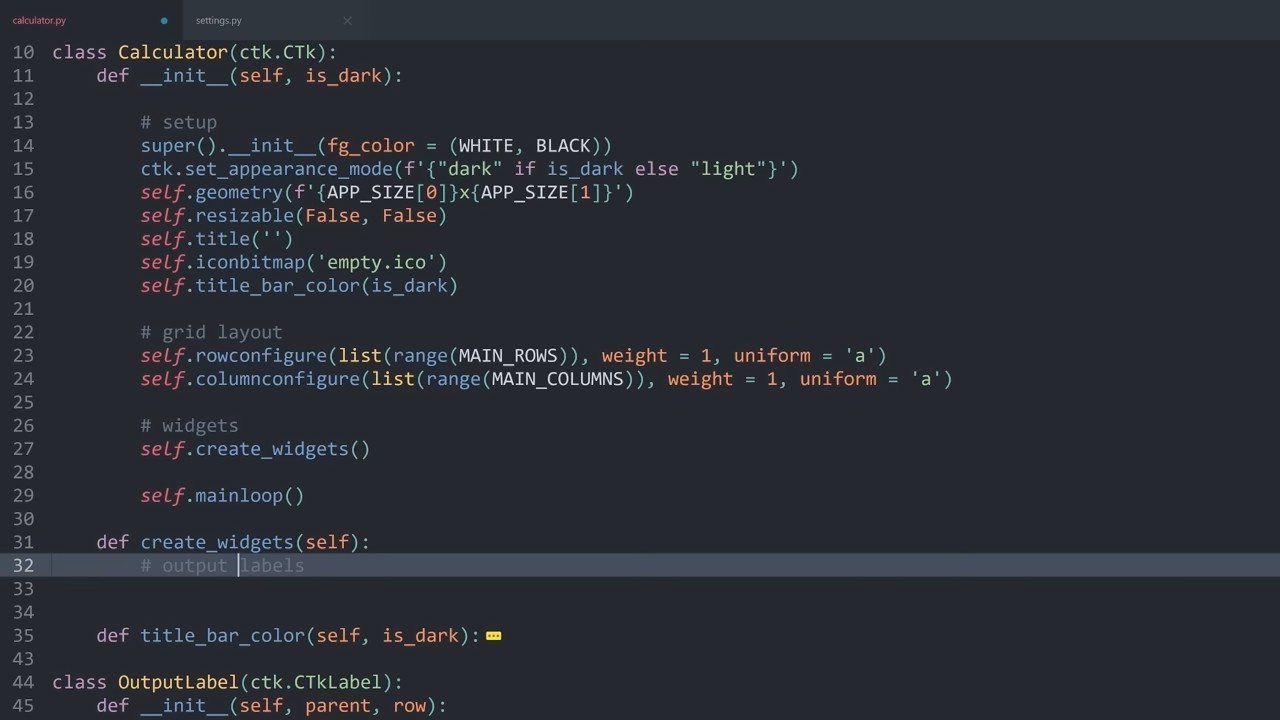 calculator.py settings.py
10 class Calculator(ctk.CTk):
11     def __init__(self, is_dark):
12
13         # setup
14         super().__init__(fg_color = (WHITE, BLACK))
15         ctk.set_appearance_mode(f'{"dark" if is_dark else "light"}')
16         self.geometry(f'{APP_SIZE[0]}x{APP_SIZE[1]}')
17         self.resizable(False, False)
18         self.title('')
19         self.iconbitmap('empty.ico')
20         self.title_bar_color(is_dark)
21
22         # grid layout
23         self.rowconfigure(list(range(MAIN_ROWS)), weight = 1, uniform = 'a')
24         self.columnconfigure(list(range(MAIN_COLUMNS)), weight = 1, uniform = 'a')
25
26         # widgets
27         self.create_widgets()
28
29         self.mainloop()
30
31     def create_widgets(self):
32         # output labels
33
34
35     def title_bar_color(self, is_dark):
43
44 class OutputLabel(ctk.CTkLabel):
45     def __init__(self, parent, row):